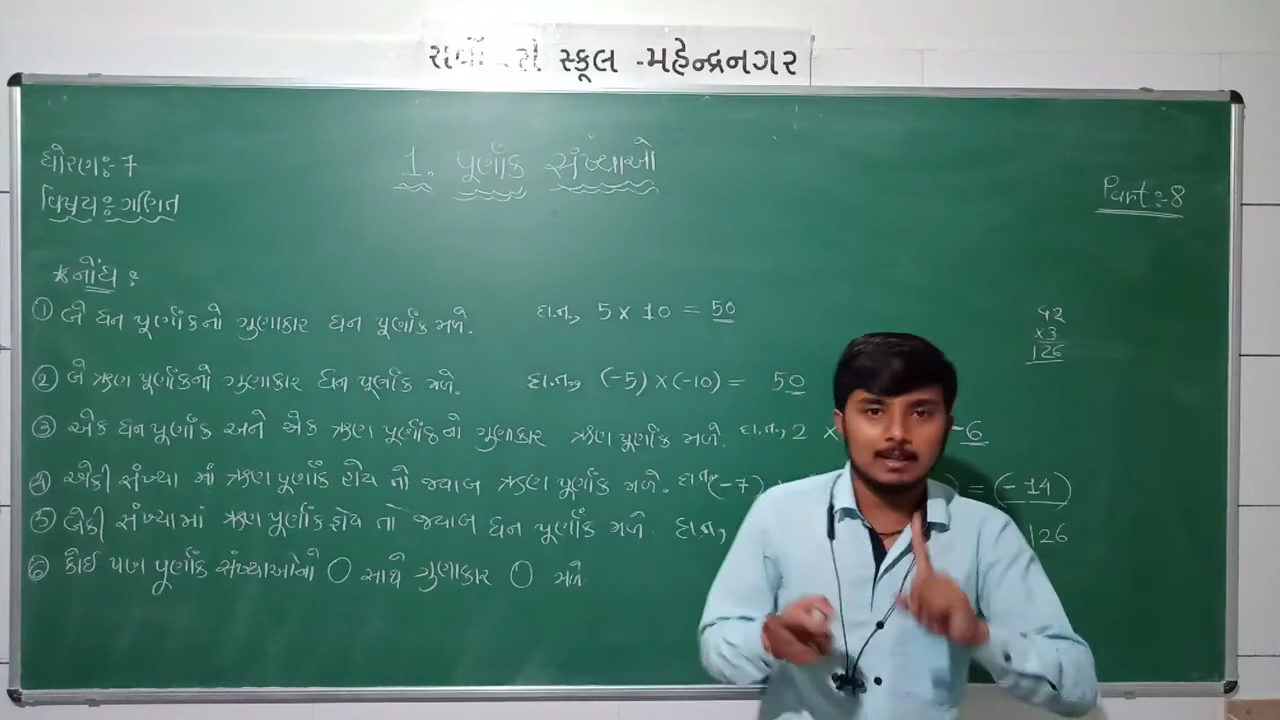 સ્કૂલ -મહેન્દ્રનગર
ધોરણ:-7
1. પૂર્ણાંક સંખ્યાઓ
વિષય:-ગણિત
Part:-8
*નોંધ:
① બે ધન પૂર્ણાંકનો ગુણાકાર ધન પૂર્ણાંક મળે. દા.ત., 5 x 10 = 50
42
x3
126
② બે ઋણ પૂર્ણાંકનો ગુણાકાર ધન પૂર્ણાંક મળે. દા.ત., (-5) x (-10) = 50
③ એક ધન પૂર્ણાંક અને એક ઋણ પૂર્ણાંકનો ગુણાકાર ઋણ પૂર્ણાંક મળે. દા.ત., 2 x -6
④ એકી સંખ્યા માં ઋણ પૂર્ણાંક હોય તો જવાબ ઋણ પૂર્ણાંક મળે. દા.ત., (-7) = (-14)
⑤ બેકી સંખ્યામાં ઋણ પૂર્ણાંક હોય તો જવાબ ધન પૂર્ણાંક મળે. દા.ત., 126
⑥ કોઈ પણ પૂર્ણાંક સંખ્યાઓનો 0 સાથે ગુણાકાર 0 મળે